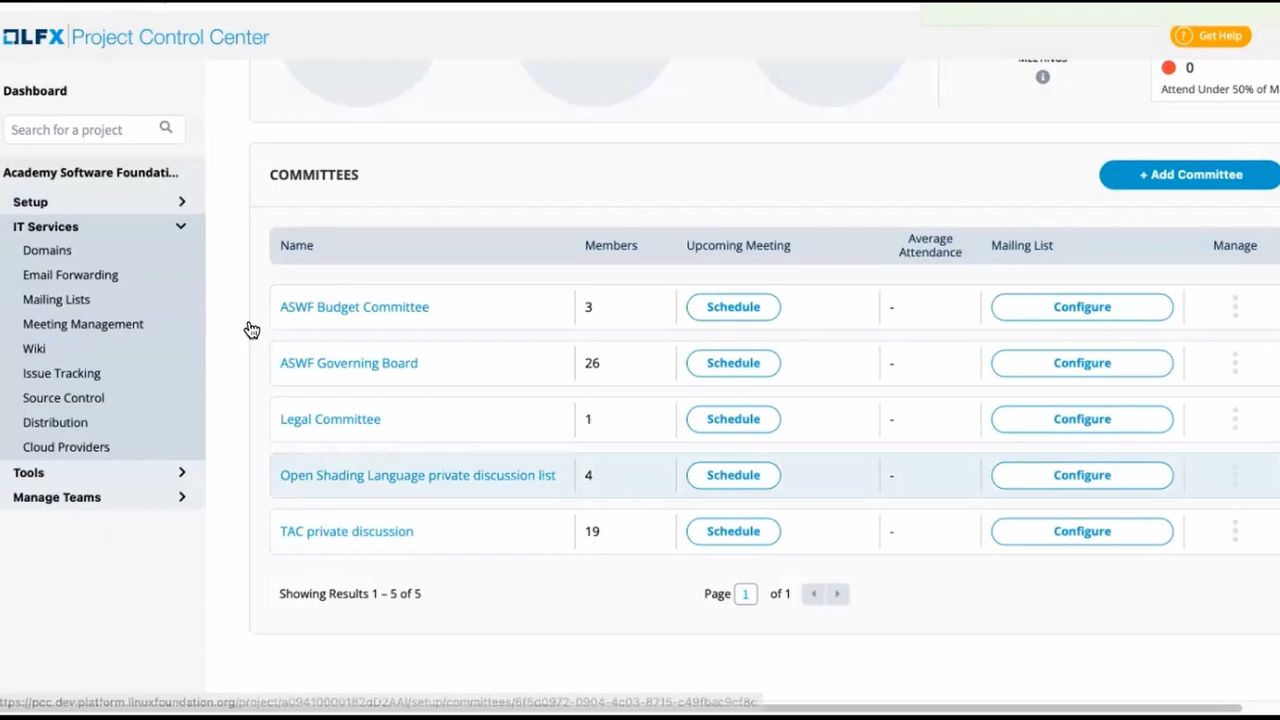 LFX Project Control Center
Get Help
Dashboard
Search for a project
Academy Software Foundati...
Setup
IT Services
Domains
Email Forwarding
Mailing Lists
Meeting Management
Wiki
Issue Tracking
Source Control
Distribution
Cloud Providers
Tools
Manage Teams
0
Attend Under 50% of M
COMMITTEES
+ Add Committee
Name Members Upcoming Meeting Average Attendance Mailing List Manage
ASWF Budget Committee 3 Schedule - Configure
ASWF Governing Board 26 Schedule - Configure
Legal Committee 1 Schedule - Configure
Open Shading Language private discussion list 4 Schedule - Configure
TAC private discussion 19 Schedule - Configure
Showing Results 1 – 5 of 5
Page 1 of 1